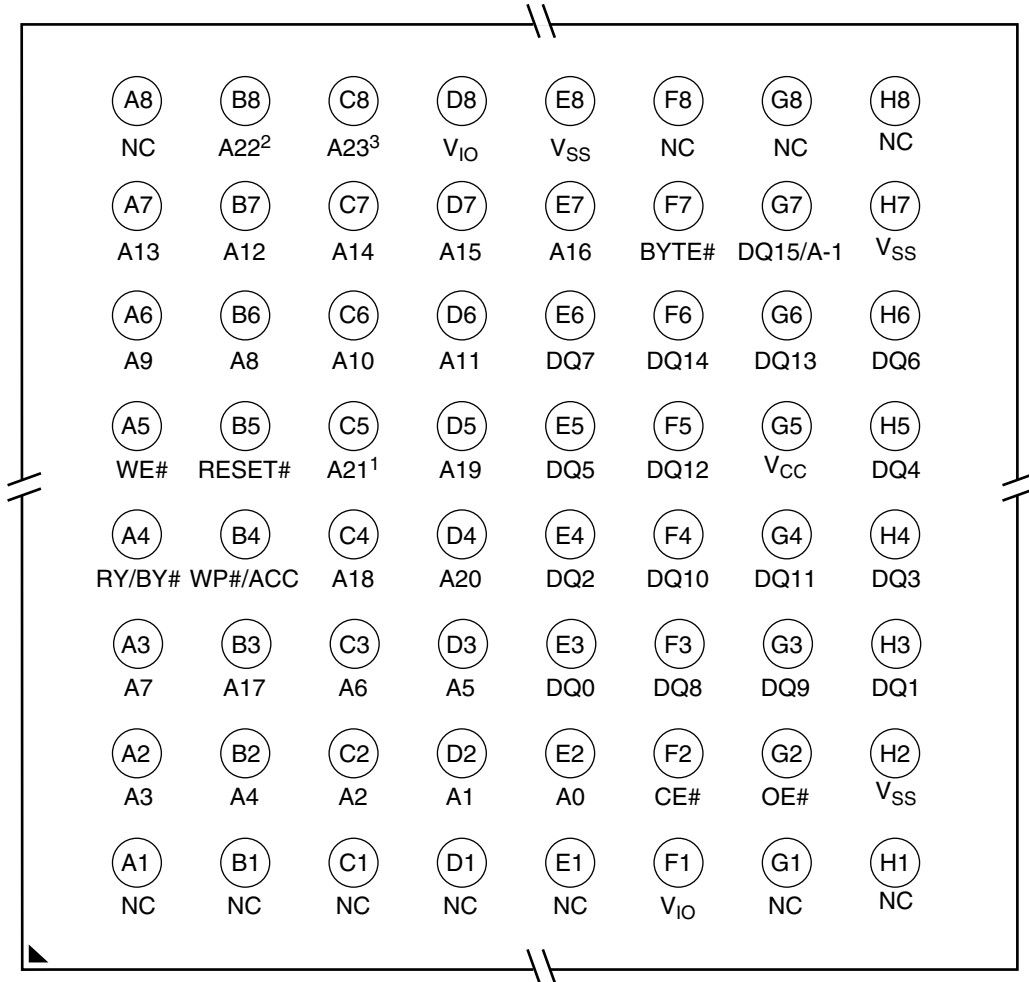 A8 B8 C8 D8 E8 F8 G8 H8
NC A22² A23³ V_IO V_SS NC NC NC
A7 B7 C7 D7 E7 F7 G7 H7
A13 A12 A14 A15 A16 BYTE# DQ15/A-1 V_SS
A6 B6 C6 D6 E6 F6 G6 H6
A9 A8 A10 A11 DQ7 DQ14 DQ13 DQ6
A5 B5 C5 D5 E5 F5 G5 H5
WE# RESET# A21¹ A19 DQ5 DQ12 V_CC DQ4
A4 B4 C4 D4 E4 F4 G4 H4
RY/BY# WP#/ACC A18 A20 DQ2 DQ10 DQ11 DQ3
A3 B3 C3 D3 E3 F3 G3 H3
A7 A17 A6 A5 DQ0 DQ8 DQ9 DQ1
A2 B2 C2 D2 E2 F2 G2 H2
A3 A4 A2 A1 A0 CE# OE# V_SS
A1 B1 C1 D1 E1 F1 G1 H1
NC NC NC NC NC V_IO NC NC